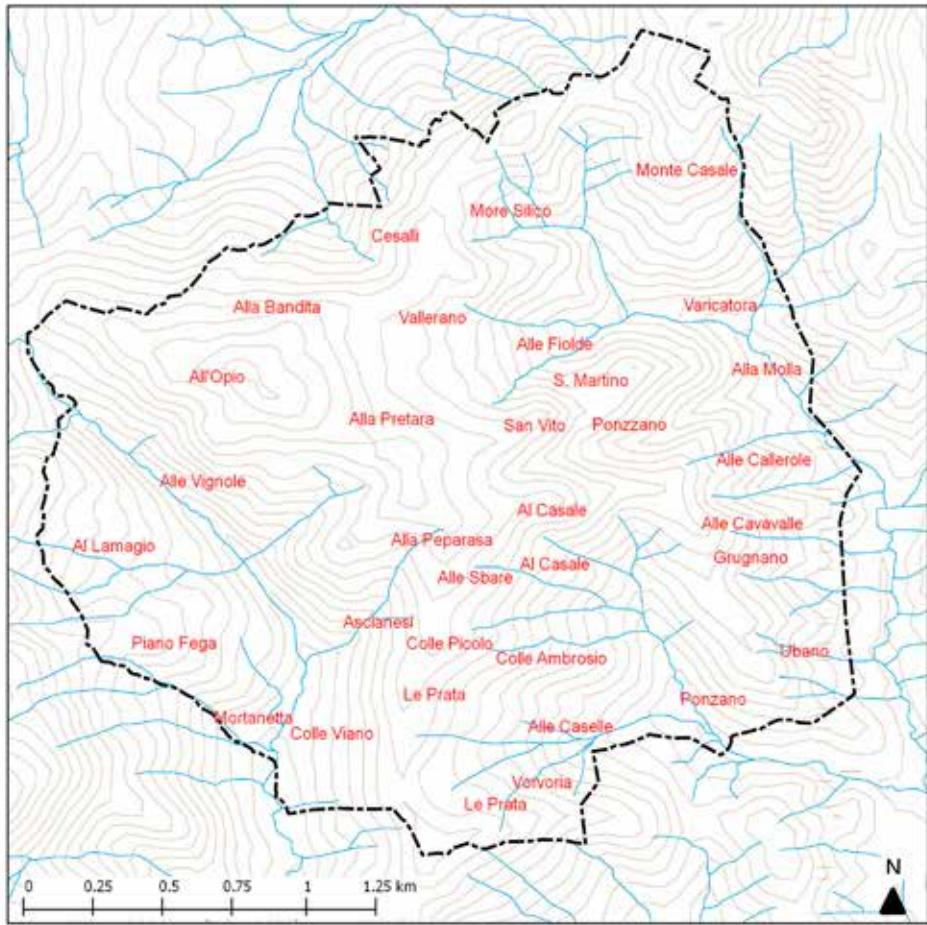 Monte Casale
More Silico
Cesalli
Alla Bandita
Vallerano
Varicatora
Alle Fiolde
All'Opio
S. Martino
Alla Molla
Alla Pretara
San Vito
Ponzzano
Alle Callerole
Alle Vignole
Al Casale
Alle Cavavalle
Al Lamagio
Alla Peparasa
Grugnano
Al Casale
Alle Sbare
Ascianesi
Piano Fega
Colle Picolo
Ubano
Colle Ambrosio
Le Prata
Ponzano
Mortanetta
Alle Caselle
Colle Viano
Vorvoria
Le Prata
N
0 0.25 0.5 0.75 1 1.25 km